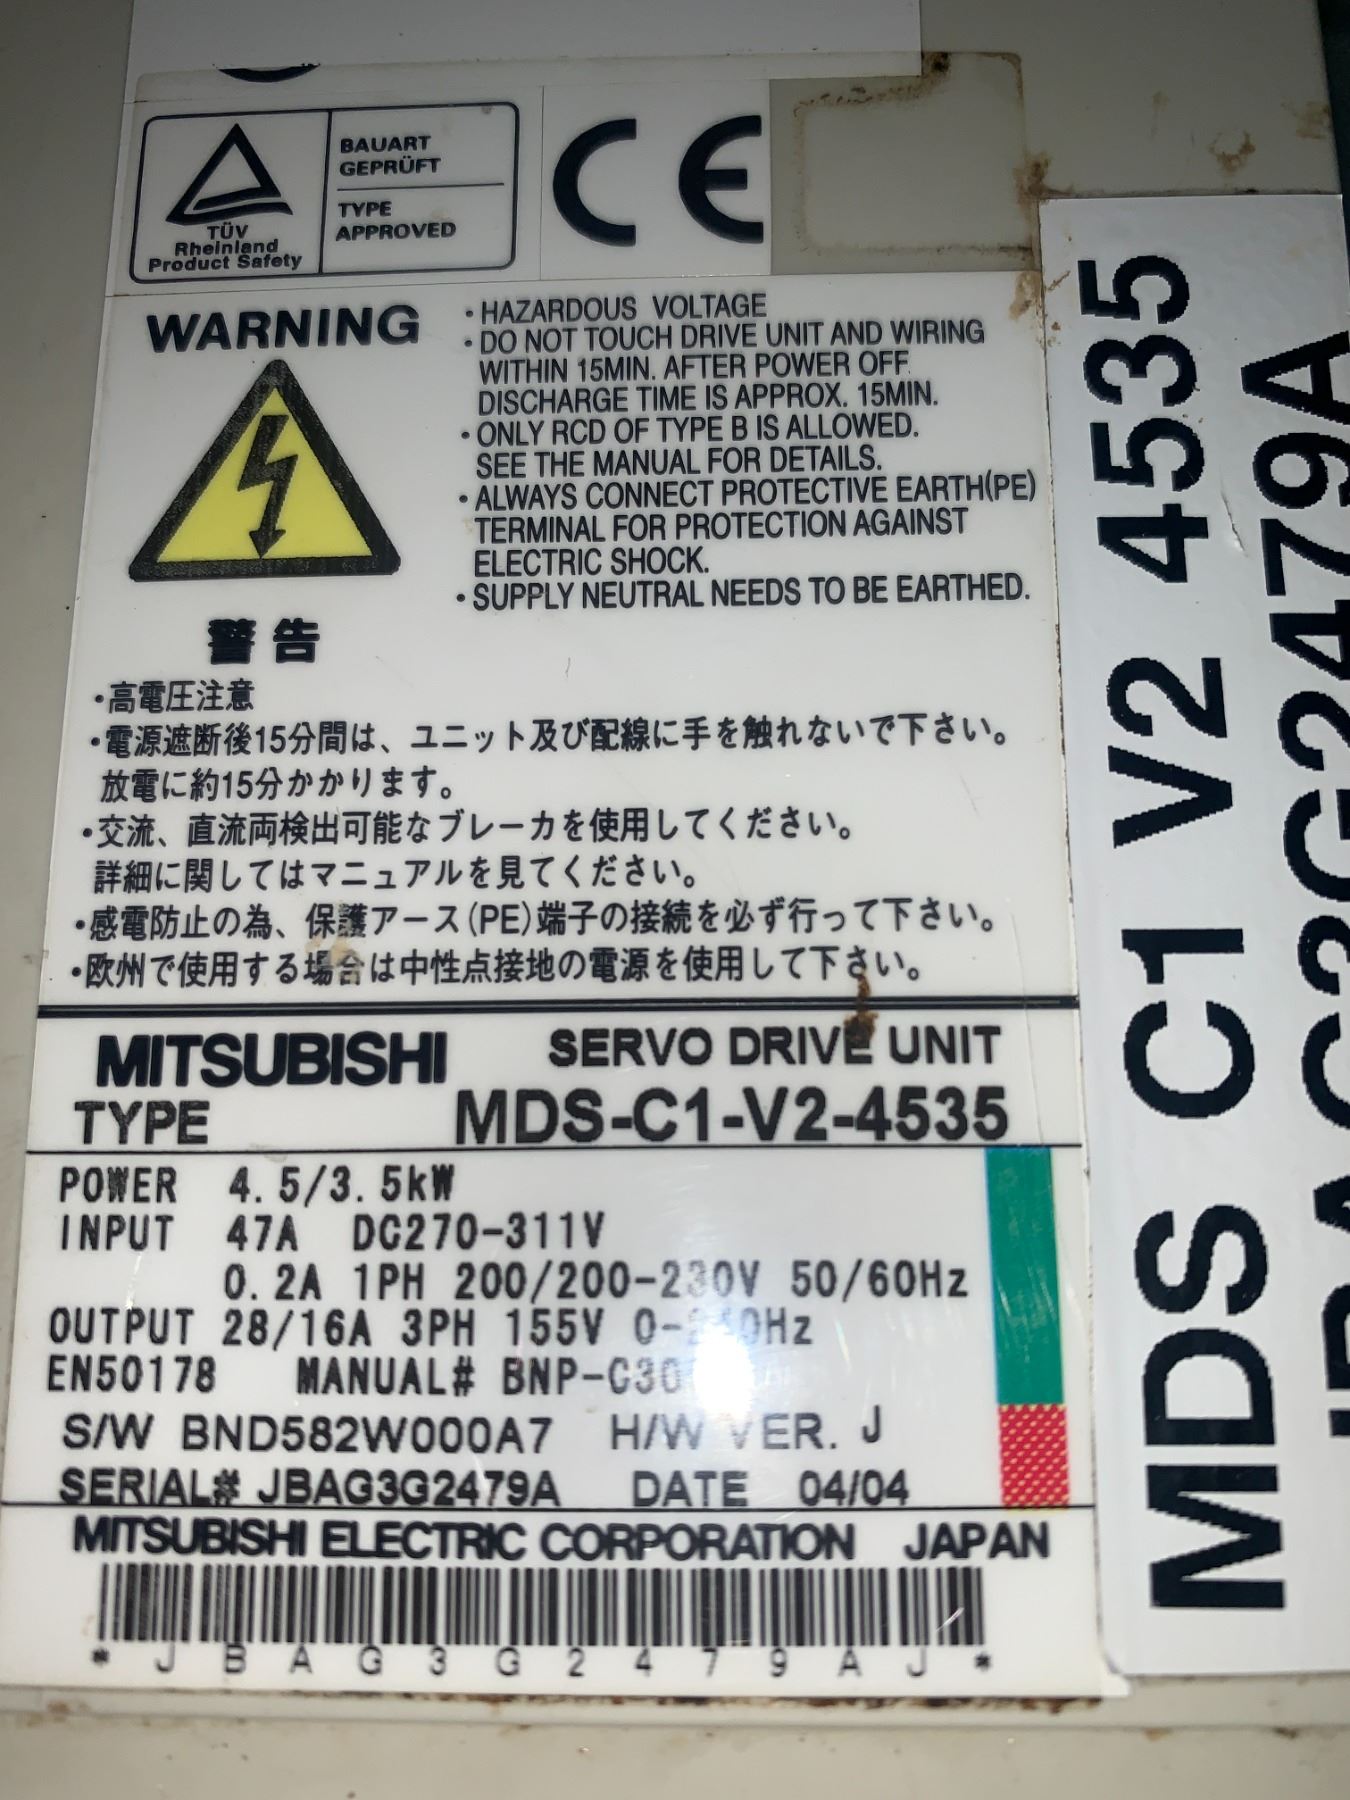 BAUART
GEPRÜFT
TYPE
APPROVED
TÜV
Rheinland
Product Safety
CE
WARNING
・HAZARDOUS VOLTAGE
・DO NOT TOUCH DRIVE UNIT AND WIRING
WITHIN 15MIN. AFTER POWER OFF.
DISCHARGE TIME IS APPROX. 15MIN.
・ONLY RCD OF TYPE B IS ALLOWED.
SEE THE MANUAL FOR DETAILS.
・ALWAYS CONNECT PROTECTIVE EARTH(PE)
TERMINAL FOR PROTECTION AGAINST
ELECTRIC SHOCK.
・SUPPLY NEUTRAL NEEDS TO BE EARTHED.
警告
・高電圧注意
・電源遮断後15分間は、ユニット及び配線に手を触れないで下さい。
放電に約15分かかります。
・交流、直流両検出可能なブレーカを使用してください。
詳細に関してはマニュアルを見てください。
・感電防止の為、保護アース(PE)端子の接続を必ず行って下さい。
・欧州で使用する場合は中性点接地の電源を使用して下さい。
MITSUBISHI SERVO DRIVE UNIT
TYPE MDS-C1-V2-4535
POWER 4.5/3.5kW
INPUT 47A DC270-311V
0.2A 1PH 200/200-230V 50/60Hz
OUTPUT 28/16A 3PH 155V
EN50178 MANUAL#
S/W BND582W000A7 H/W VER. J
SERIAL# JBAG3G2479A DATE 04/04
MITSUBISHI ELECTRIC CORPORATION JAPAN
*JBAG3G2479AJ*
MDS C1 V2 4535
JBAG3G2479A